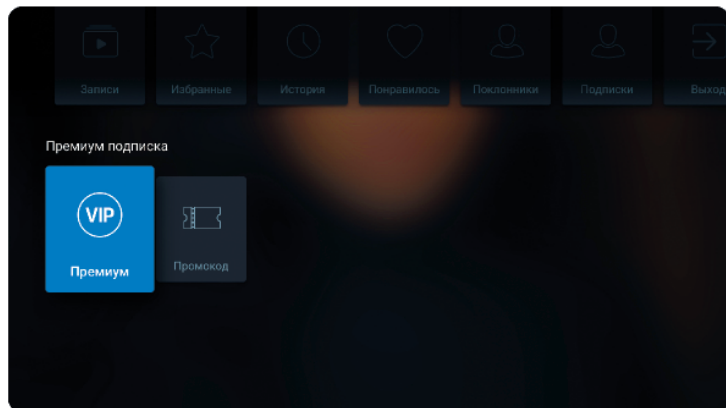 Записи
Избранные
История
Понравилось
Поклонники
Подписки
Выход
Премиум подписка
VIP
Премиум
Промокод